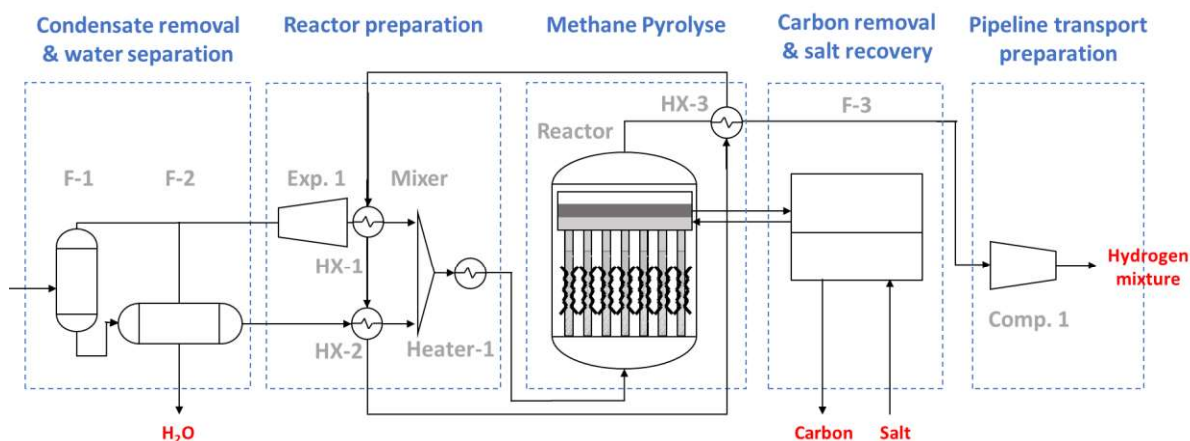 Condensate removal
& water separation
Reactor preparation
Methane Pyrolyse
Carbon removal
& salt recovery
Pipeline transport
preparation
F-1
F-2
Exp. 1
Mixer
HX-1
HX-2
Heater-1
Reactor
HX-3
F-3
Comp. 1
Hydrogen
mixture
H₂O
Carbon
Salt